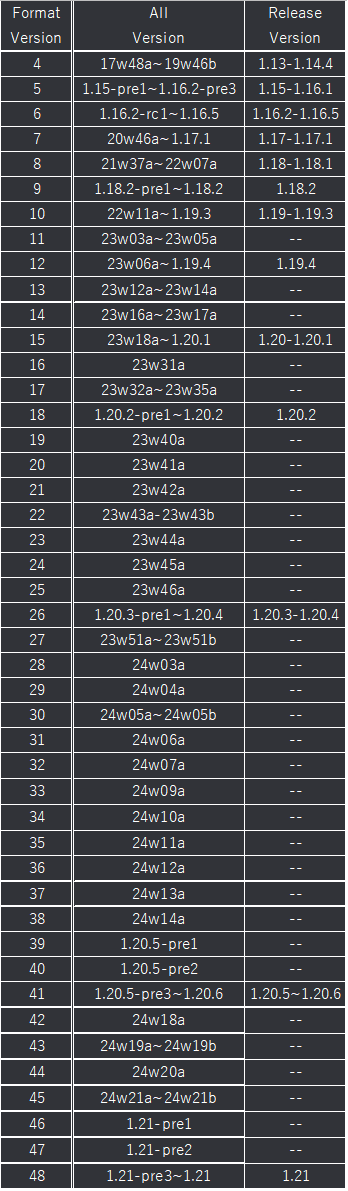 Format All Release
Version Version Version
4 17w48a~19w46b 1.13-1.14.4
5 1.15-pre1~1.16.2-pre3 1.15-1.16.1
6 1.16.2-rc1~1.16.5 1.16.2-1.16.5
7 20w46a~1.17.1 1.17-1.17.1
8 21w37a~22w07a 1.18-1.18.1
9 1.18.2-pre1~1.18.2 1.18.2
10 22w11a~1.19.3 1.19-1.19.3
11 23w03a~23w05a --
12 23w06a~1.19.4 1.19.4
13 23w12a~23w14a --
14 23w16a~23w17a --
15 23w18a~1.20.1 1.20-1.20.1
16 23w31a --
17 23w32a~23w35a --
18 1.20.2-pre1~1.20.2 1.20.2
19 23w40a --
20 23w41a --
21 23w42a --
22 23w43a-23w43b --
23 23w44a --
24 23w45a --
25 23w46a --
26 1.20.3-pre1~1.20.4 1.20.3-1.20.4
27 23w51a~23w51b --
28 24w03a --
29 24w04a --
30 24w05a~24w05b --
31 24w06a --
32 24w07a --
33 24w09a --
34 24w10a --
35 24w11a --
36 24w12a --
37 24w13a --
38 24w14a --
39 1.20.5-pre1 --
40 1.20.5-pre2 --
41 1.20.5-pre3~1.20.6 1.20.5~1.20.6
42 24w18a --
43 24w19a~24w19b --
44 24w20a --
45 24w21a~24w21b --
46 1.21-pre1 --
47 1.21-pre2 --
48 1.21-pre3~1.21 1.21